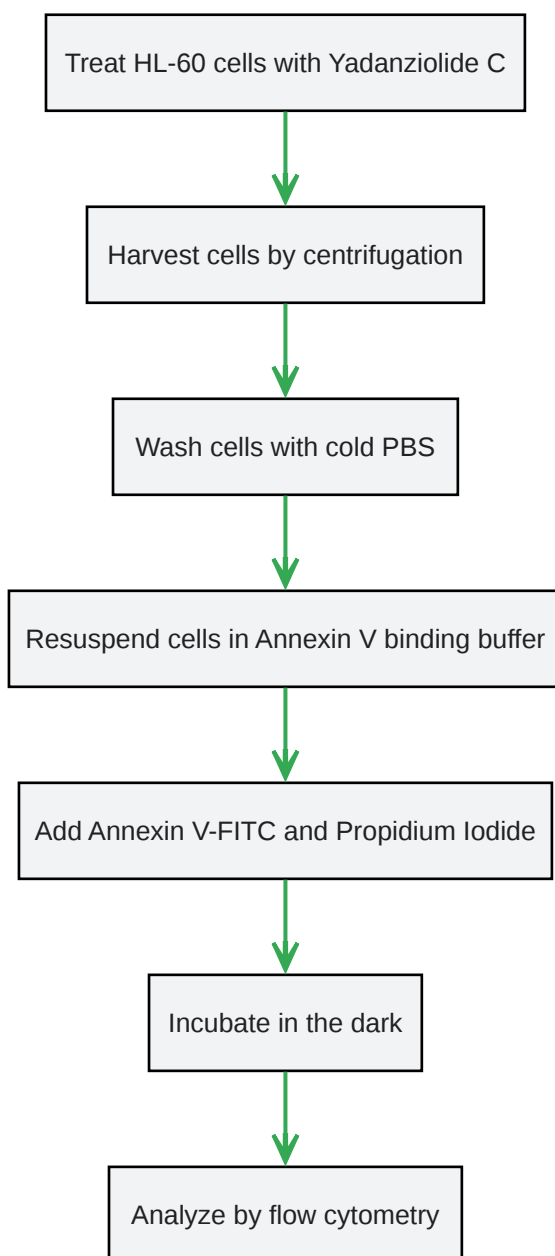 Treat HL-60 cells with Yadanziolide C
Harvest cells by centrifugation
Wash cells with cold PBS
Resuspend cells in Annexin V binding buffer
Add Annexin V-FITC and Propidium Iodide
Incubate in the dark
Analyze by flow cytometry